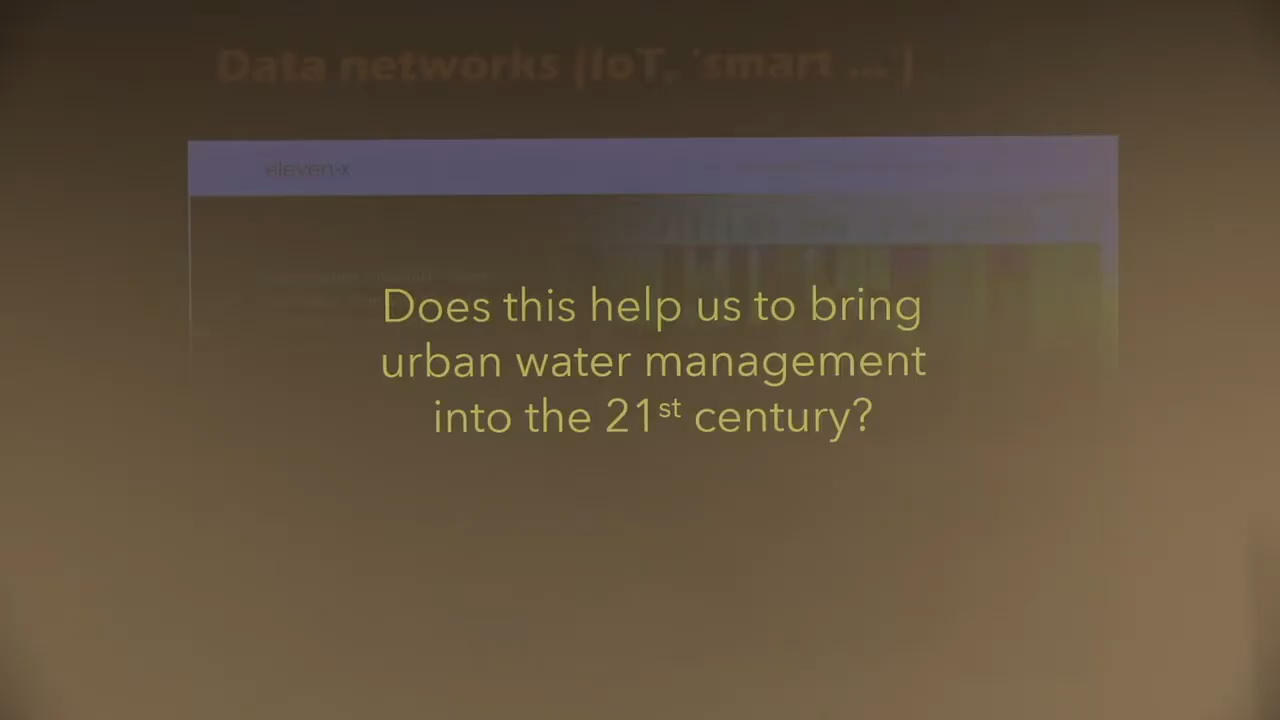 Data networks (IoT, 'smart ...')
eleven-x
Does this help us to bring
urban water management
into the 21st century?